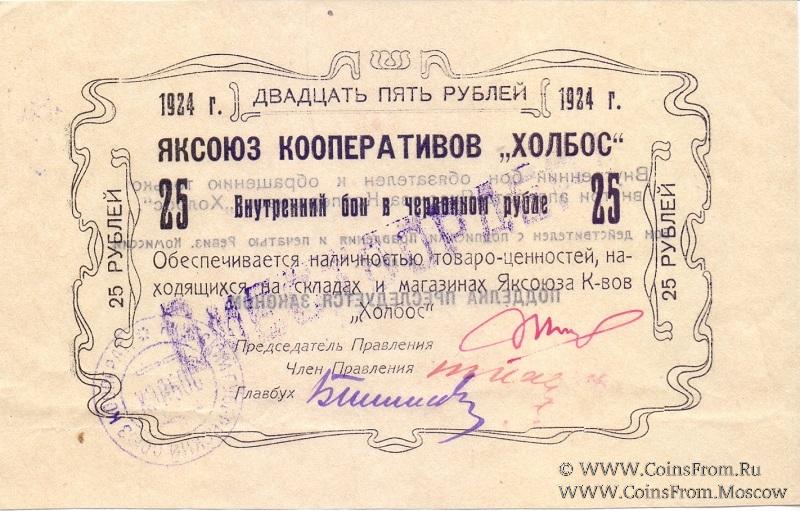 1924 г. ДВАДЦАТЬ ПЯТЬ РУБЛЕЙ 1924 г.
ЯКСОЮЗ КООПЕРАТИВОВ „ХОЛБОС“
25 Внутренний бон в червонном рубле 25
25 РУБЛЕЙ
25 РУБЛЕЙ
Обеспечивается наличностью товаро-ценностей, на-
ходящихся на складах и магазинах Яксоюза К-вов
„Холбос“
Председатель Правления
Член Правления
Главбух
© WWW.CoinsFrom.Ru
WWW.CoinsFrom.Moscow